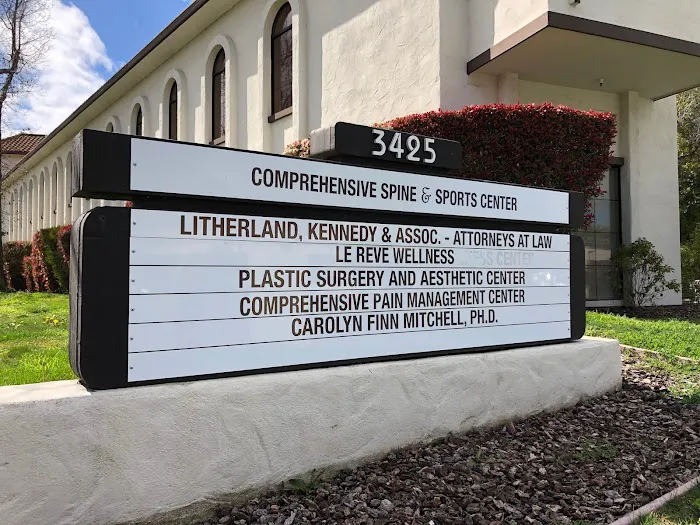 3425
COMPREHENSIVE SPINE & SPORTS CENTER
LITHERLAND, KENNEDY & ASSOC. - ATTORNEYS AT LAW
LE REVE WELLNESS
PLASTIC SURGERY AND AESTHETIC CENTER
COMPREHENSIVE PAIN MANAGEMENT CENTER
CAROLYN FINN MITCHELL, PH.D.